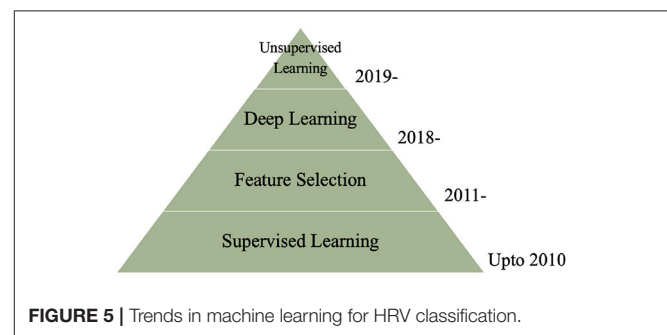 Unsupervised
Learning
2019-
Deep Learning
2018-
Feature Selection
2011-
Supervised Learning
Upto 2010
FIGURE 5 | Trends in machine learning for HRV classification.